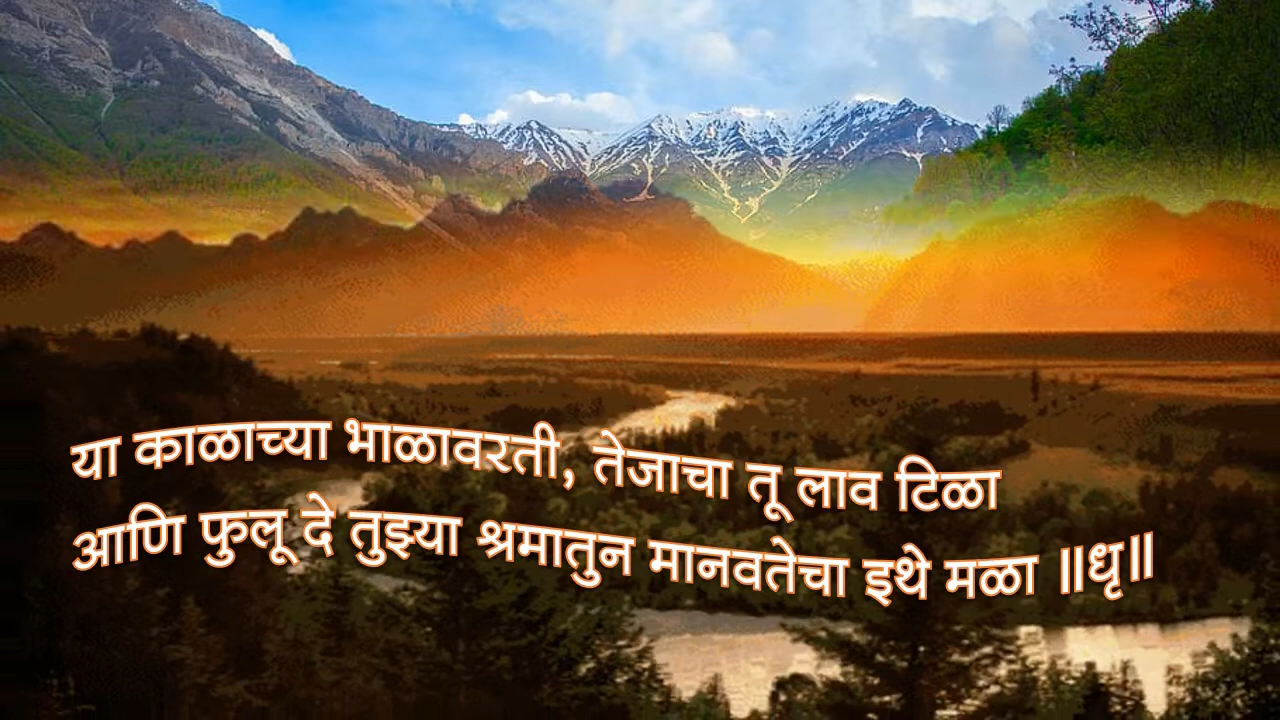 या काळाच्या भाळावरती, तेजाचा तू लाव टिळा
आणि फुलू दे तुझ्या श्रमातुन मानवतेचा इथे मळा ॥धृ॥